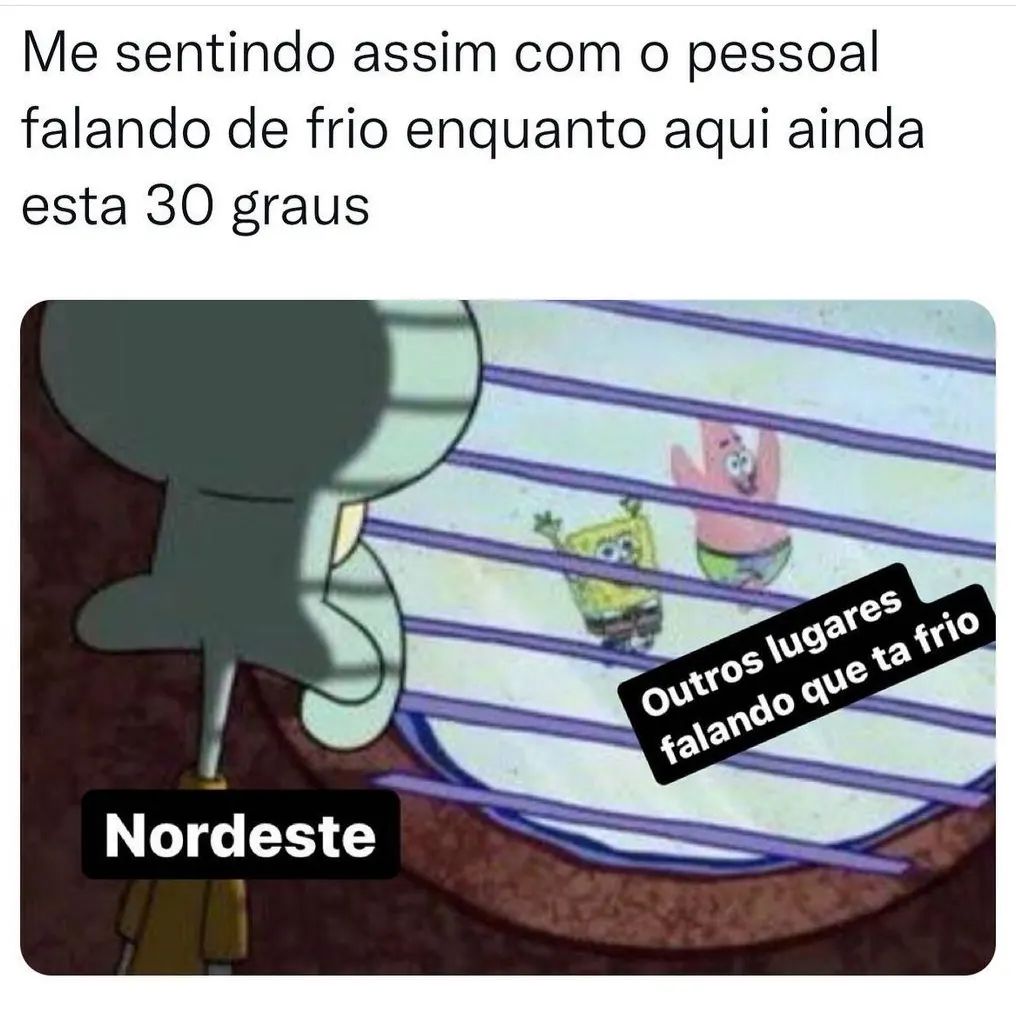 Me sentindo assim com o pessoal
falando de frio enquanto aqui ainda
esta 30 graus
Outros lugares
falando que ta frio
Nordeste